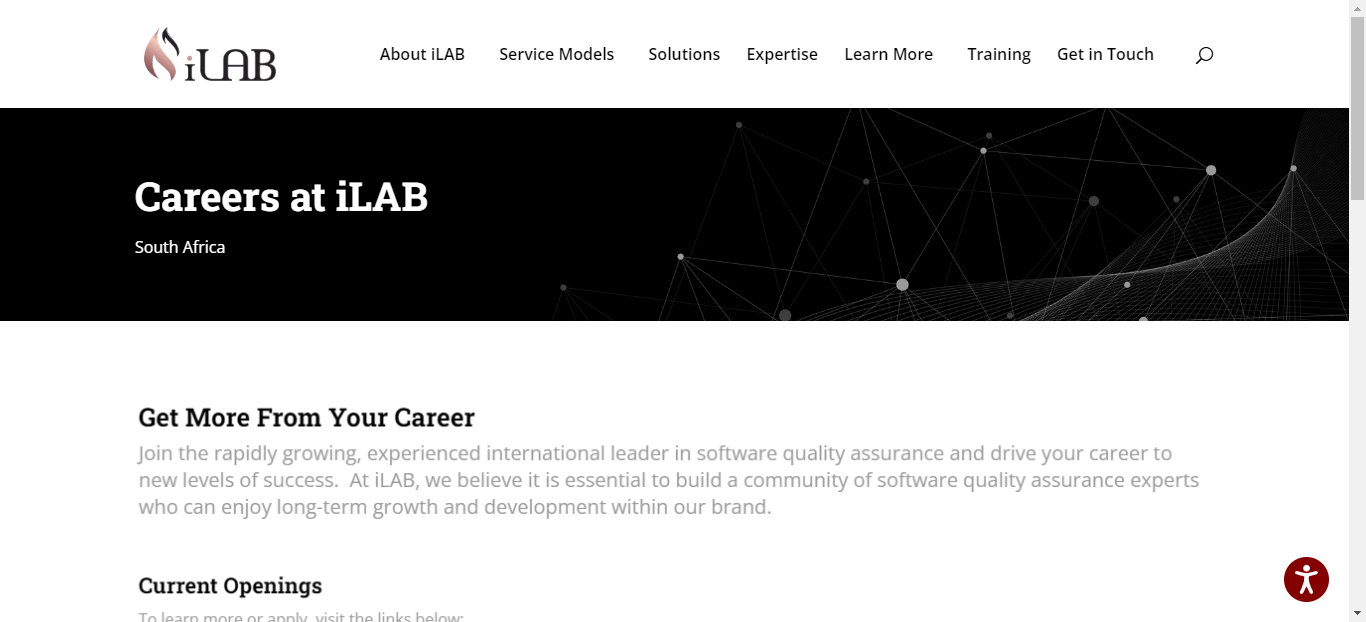 iLAB
About iLAB Service Models Solutions Expertise Learn More Training Get in Touch
Careers at iLAB
South Africa
Get More From Your Career
Join the rapidly growing, experienced international leader in software quality assurance and drive your career to
new levels of success.  At iLAB, we believe it is essential to build a community of software quality assurance experts
who can enjoy long-term growth and development within our brand.
Current Openings
To learn more or apply, visit the links below: